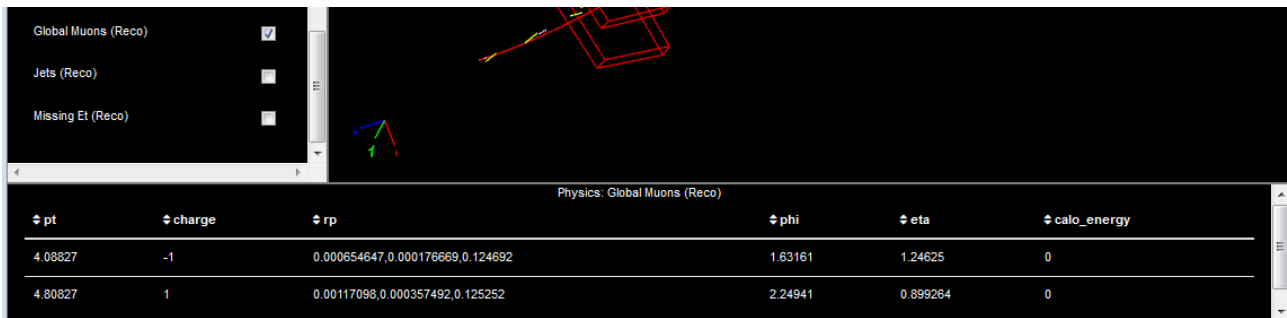 Global Muons (Reco)
Jets (Reco)
Missing Et (Reco)
Physics: Global Muons (Reco)
pt charge rp phi eta calo_energy
4.08827 -1 0.000654647,0.000176669,0.124692 1.63161 1.24625 0
4.80827 1 0.00117098,0.000357492,0.125252 2.24941 0.899264 0